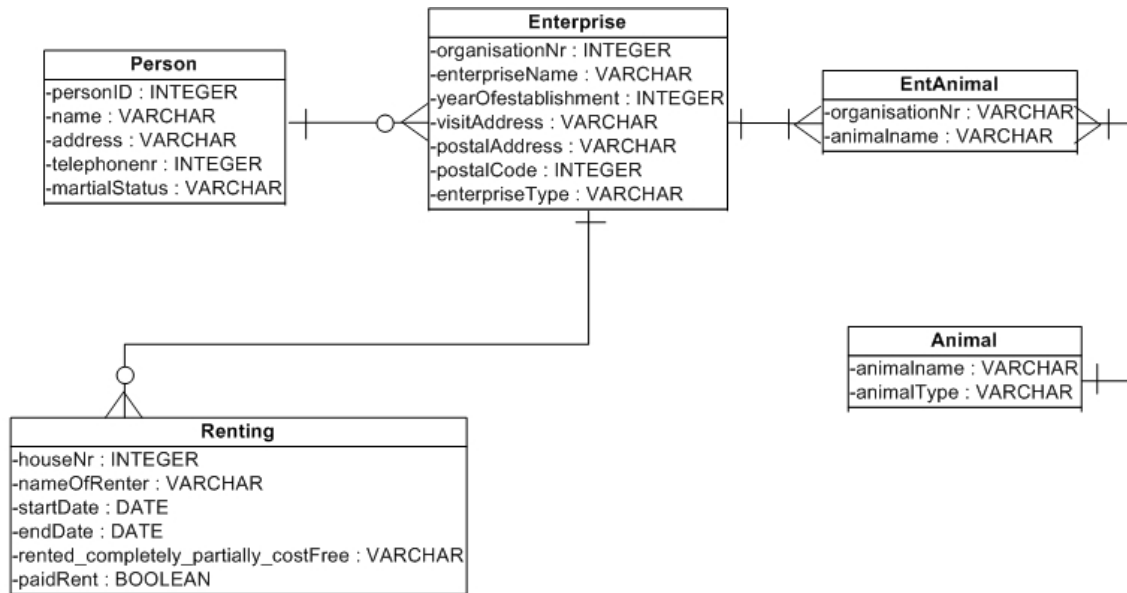 Person
-personID : INTEGER
-name : VARCHAR
-address : VARCHAR
-telephonenr : INTEGER
-martialStatus : VARCHAR
Enterprise
-organisationNr : INTEGER
-enterpriseName : VARCHAR
-yearOfestablishment : INTEGER
-visitAddress : VARCHAR
-postalAddress : VARCHAR
-postalCode : INTEGER
-enterpriseType : VARCHAR
EntAnimal
-organisationNr : VARCHAR
-animalname : VARCHAR
Animal
-animalname : VARCHAR
-animalType : VARCHAR
Renting
-houseNr : INTEGER
-nameOfRenter : VARCHAR
-startDate : DATE
-endDate : DATE
-rented_completely_partially_costFree : VARCHAR
-paidRent : BOOLEAN